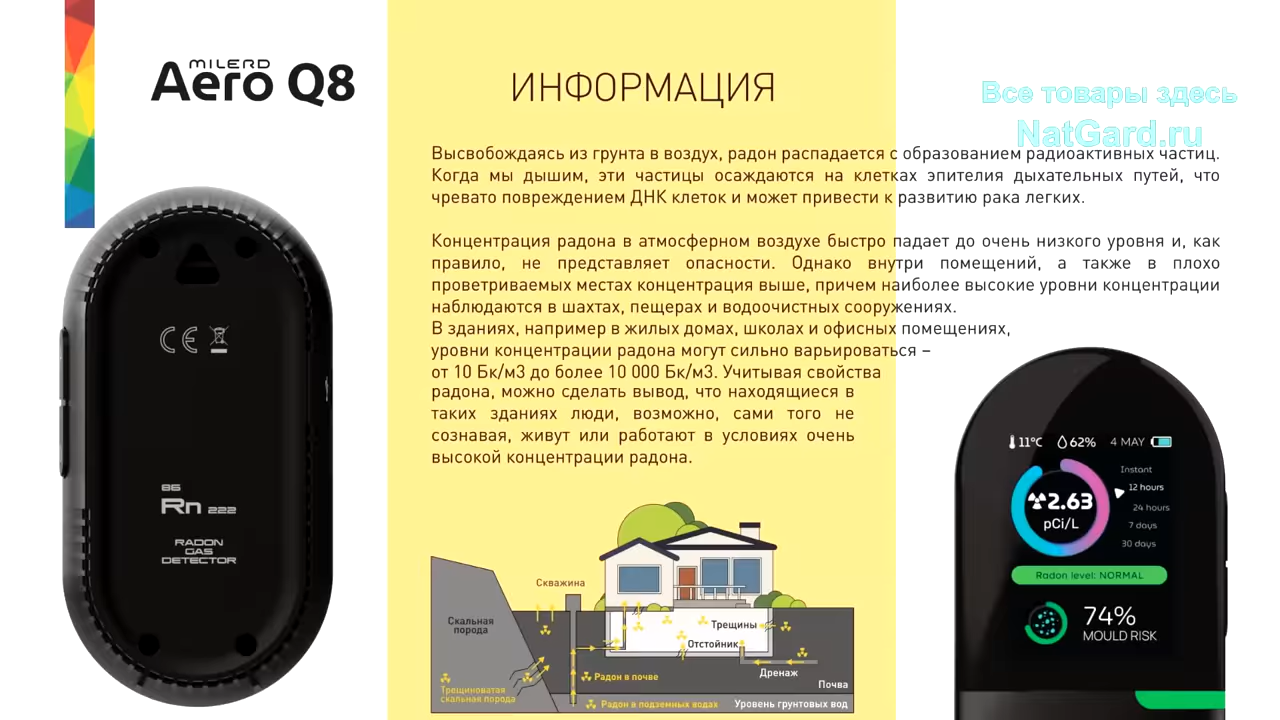 MILERD
Aero Q8
ИНФОРМАЦИЯ
Все товары здесь
NatGard.ru
Высвобождаясь из грунта в воздух, радон распадается с образованием радиоактивных частиц.
Когда мы дышим, эти частицы осаждаются на клетках эпителия дыхательных путей, что
чревато повреждением ДНК клеток и может привести к развитию рака легких.
Концентрация радона в атмосферном воздухе быстро падает до очень низкого уровня и, как
правило, не представляет опасности. Однако внутри помещений, а также в плохо
проветриваемых местах концентрация выше, причем наиболее высокие уровни концентрации
наблюдаются в шахтах, пещерах и водоочистных сооружениях.
В зданиях, например в жилых домах, школах и офисных помещениях,
уровни концентрации радона могут сильно варьироваться –
от 10 Бк/м3 до более 10 000 Бк/м3. Учитывая свойства
радона, можно сделать вывод, что находящиеся в
таких зданиях люди, возможно, сами того не
сознавая, живут или работают в условиях очень
высокой концентрации радона.
CE
86
Rn 222
RADON
GAS
DETECTOR
Скважина
Скальная
порода
Трещины
Отстойник
Дренаж
Радон в почве
Почва
Трещиноватая
скальная порода
Радон в подземных водах
Уровень грунтовых вод
11°C 62% 4 MAY
Instant
12 hours
24 hours
7 days
30 days
2.63
pCi/L
Radon level: NORMAL
74%
MOULD RISK